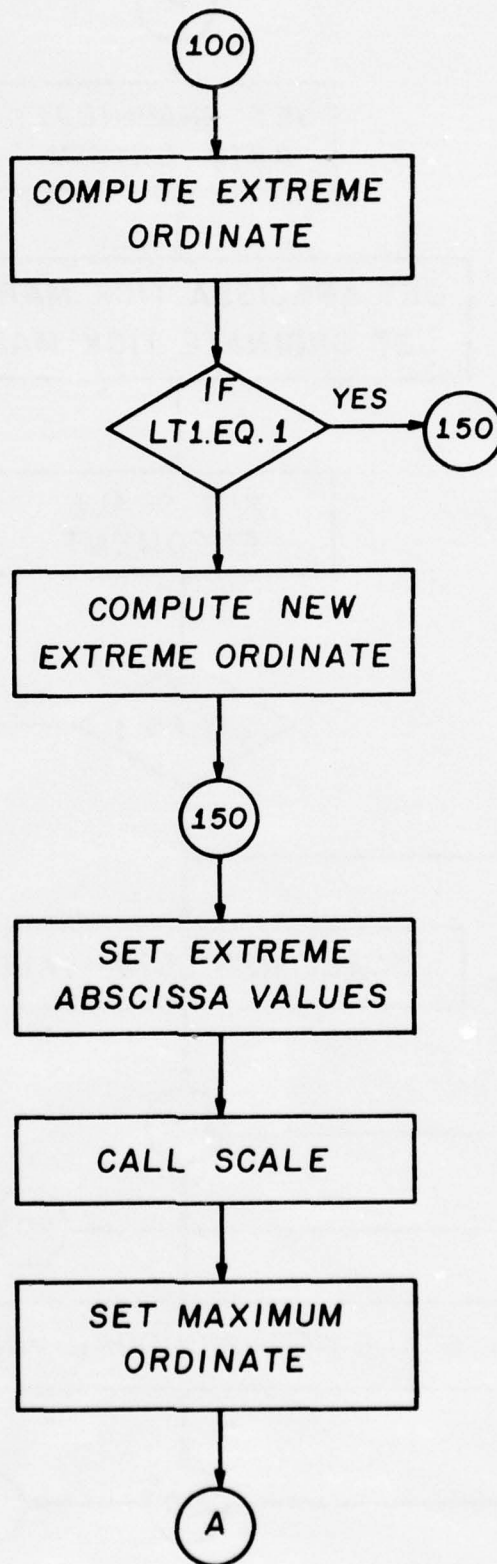 100
COMPUTE EXTREME
ORDINATE
IF
LT1.EQ.1
YES
150
COMPUTE NEW
EXTREME ORDINATE
150
SET EXTREME
ABSCISSA VALUES
CALL SCALE
SET MAXIMUM
ORDINATE
A